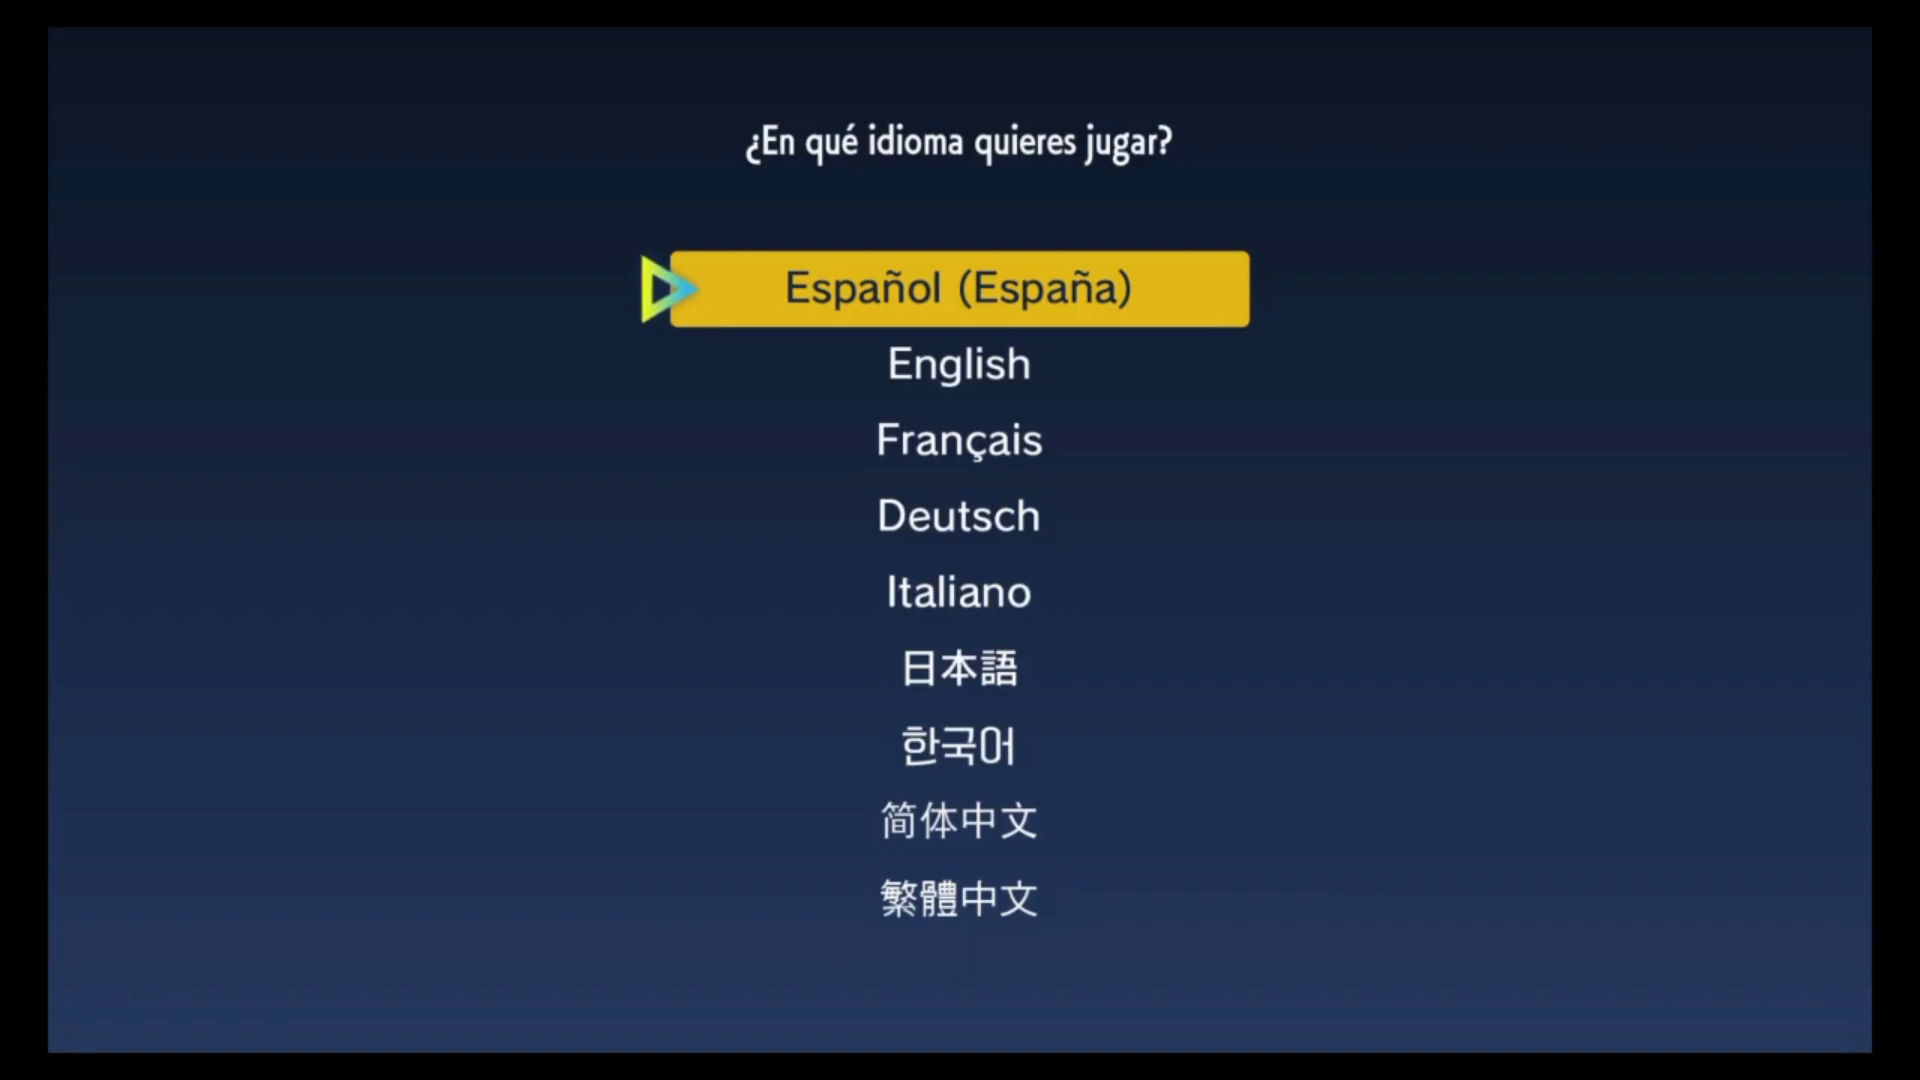 ¿En qué idioma quieres jugar?
Español (España)
English
Français
Deutsch
Italiano
日本語
한국어
简体中文
繁體中文